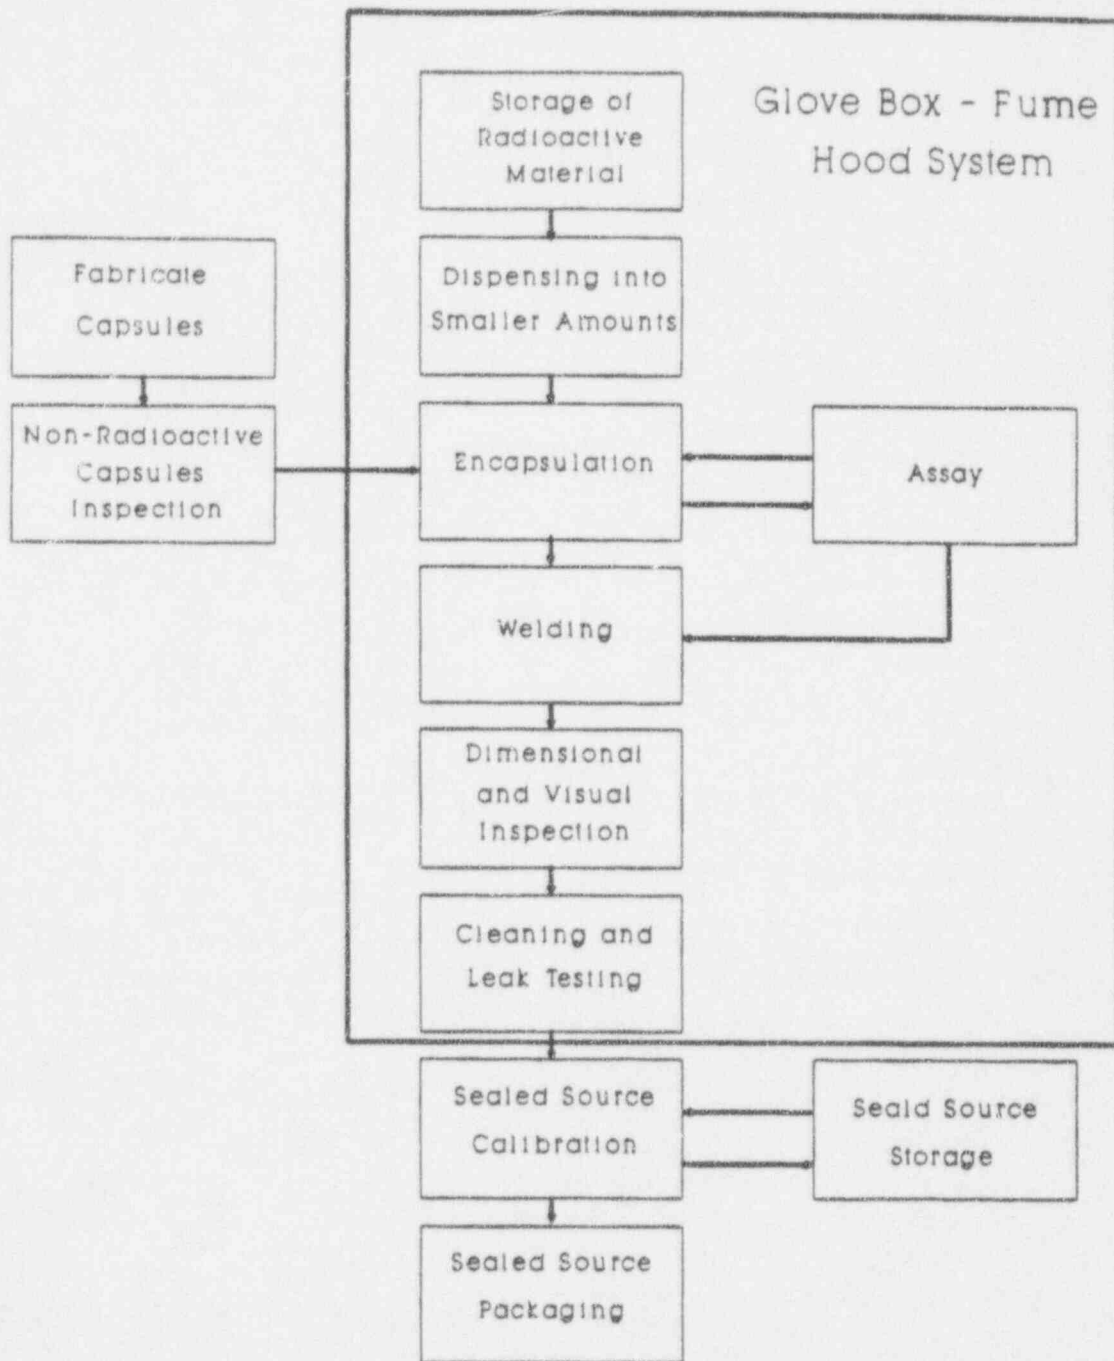 Glove Box - Fume
Hood System
Storage of
Radioactive
Material
Dispensing into
Smaller Amounts
Fabricate
Capsules
Non-Radioactive
Capsules
Inspection
Encapsulation
Assay
Welding
Dimensional
and Visual
Inspection
Cleaning and
Leak Testing
Sealed Source
Calibration
Seald Source
Storage
Sealed Source
Packaging